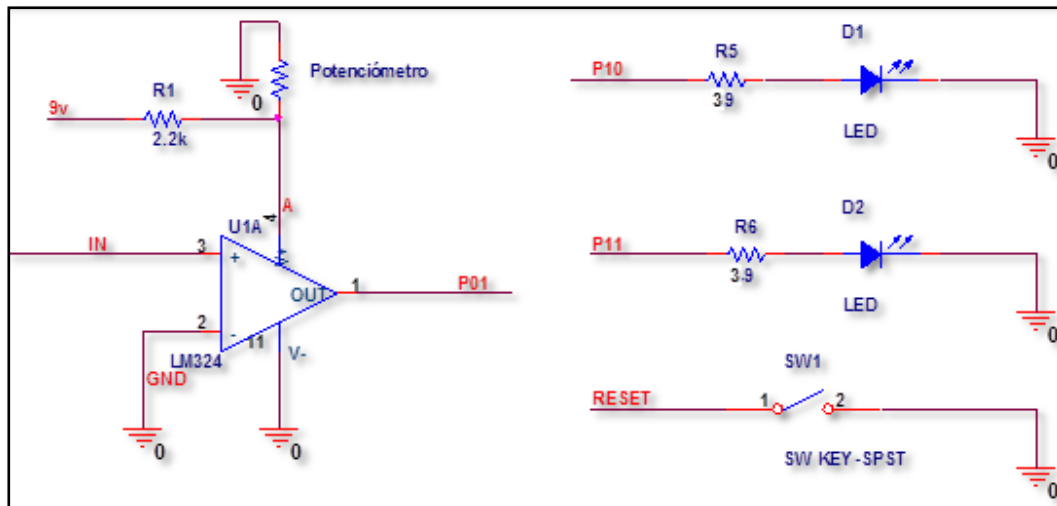 Potenciómetro
0
R1
9v
2.2k
A
4
U1A
V+
IN
3
+
OUT
1
P01
2
-
11
V-
LM324
GND
0
0
D1
R5
P10
39
LED
0
D2
R6
P11
39
LED
0
SW1
RESET
1
2
SW KEY-SPST
0